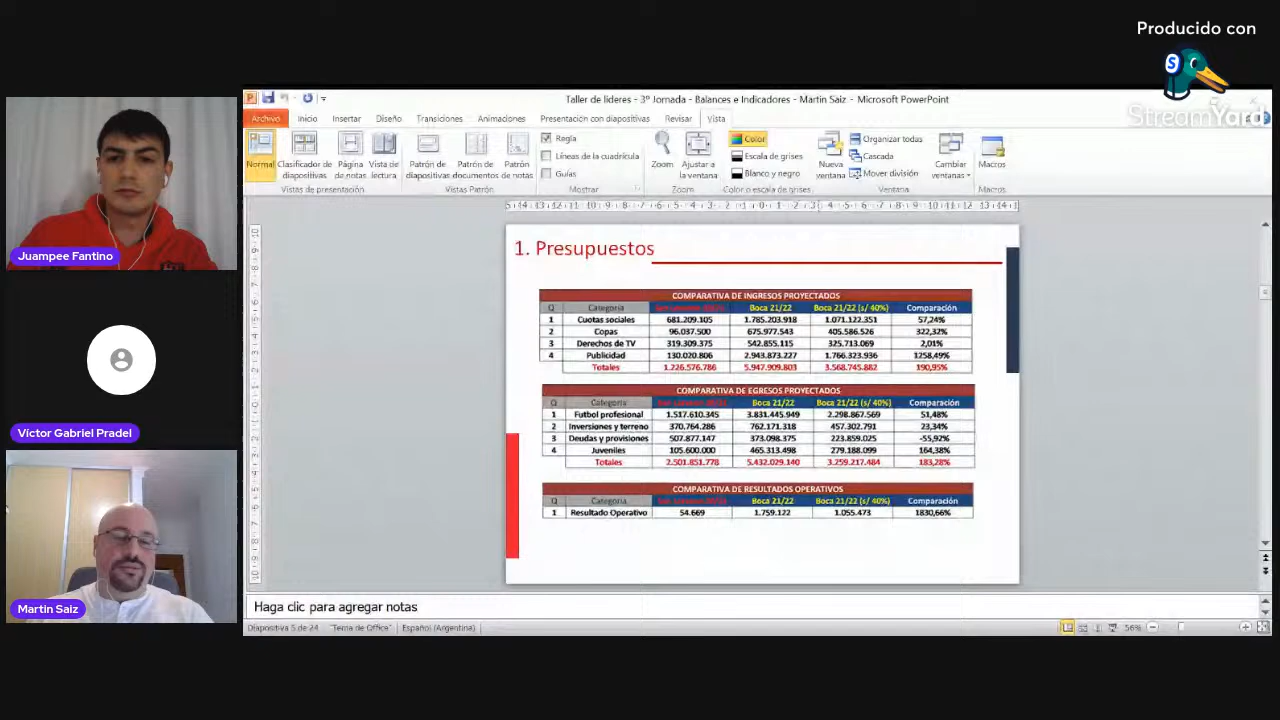 Producido con
StreamYard
Juampee Fantino
Víctor Gabriel Pradel
Martin Saiz
Taller de lideres - 3º Jornada - Balances e Indicadores - Martin Saiz - Microsoft PowerPoint
Archivo Inicio Insertar Diseño Transiciones Animaciones Presentación con diapositivas Revisar Vista
Normal Clasificador de diapositivas Página de notas Vista de lectura
Vistas de presentación
Patrón de diapositivas Patrón de documentos Patrón de notas
Vistas Patrón
Regla
Líneas de la cuadrícula
Guías
Mostrar
Zoom Ajustar a la ventana
Zoom
Color
Escala de grises
Blanco y negro
Color o escala de grises
Nueva ventana
Organizar todas
Cascada
Mover división
Cambiar ventanas
Ventana
Macros
Macros
1. Presupuestos
COMPARATIVA DE INGRESOS PROYECTADOS
Q Categoría Boca 21/22 Boca 21/22 (s/ 40%) Comparación
1 Cuotas sociales 681.209.105 1.785.203.918 1.071.122.351 57,24%
2 Copas 96.037.500 675.977.543 405.586.526 322,32%
3 Derechos de TV 319.309.375 542.855.115 325.713.069 2,01%
4 Publicidad 130.020.806 2.943.873.227 1.766.323.936 1258,49%
Totales 1.226.576.786 5.947.909.803 3.568.745.882 190,95%
COMPARATIVA DE EGRESOS PROYECTADOS
Q Categoría Boca 21/22 Boca 21/22 (s/ 40%) Comparación
1 Futbol profesional 1.517.610.345 3.831.445.949 2.298.867.569 51,48%
2 Inversiones y terreno 370.764.286 762.171.318 457.302.791 23,34%
3 Deudas y provisiones 507.877.147 373.098.375 223.859.025 -55,92%
4 Juveniles 105.600.000 465.313.498 279.188.099 164,38%
Totales 2.501.851.778 5.432.029.140 3.259.217.484 183,28%
COMPARATIVA DE RESULTADOS OPERATIVOS
Q Categoría Boca 21/22 Boca 21/22 (s/ 40%) Comparación
1 Resultado Operativo 54.669 1.759.122 1.055.473 1830,66%
Haga clic para agregar notas
Diapositiva 5 de 24 "Tema de Office" Español (Argentina) 56%